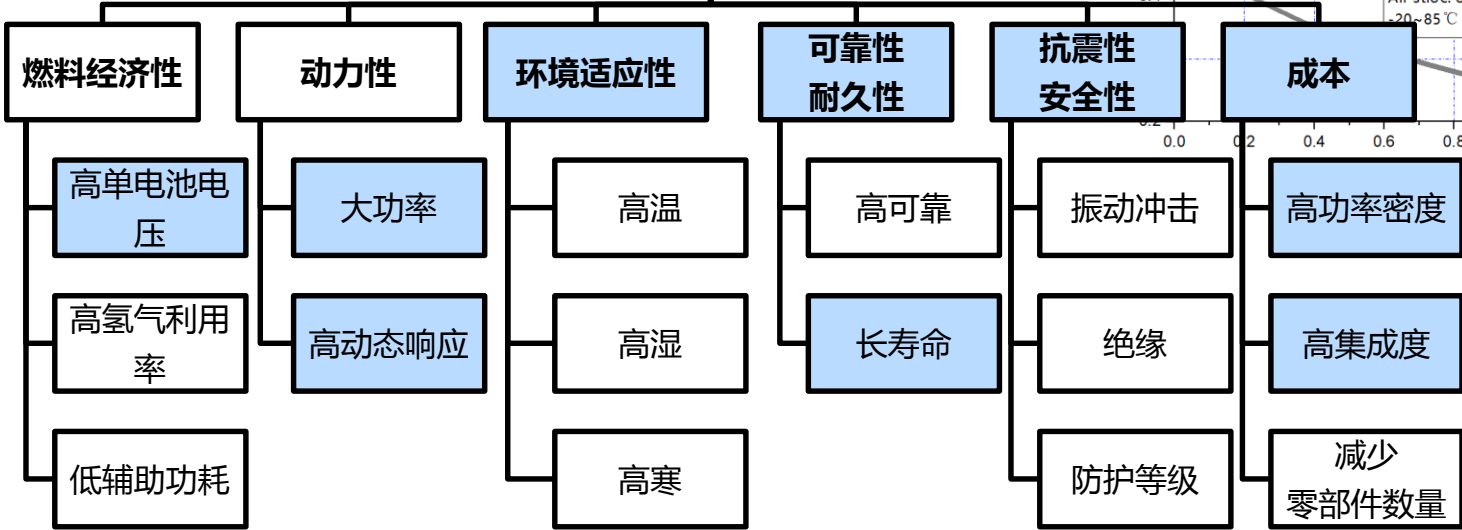 -20~85℃
燃料经济性
动力性
环境适应性
可靠性
耐久性
抗震性
安全性
成本
0.0
0.4
0.6
高单电池电
压
大功率
高温
高可靠
振动冲击
高功率密度
高氢气利用
率
高动态响应
高湿
长寿命
绝缘
高集成度
低辅助功耗
高寒
防护等级
减少
零部件数量